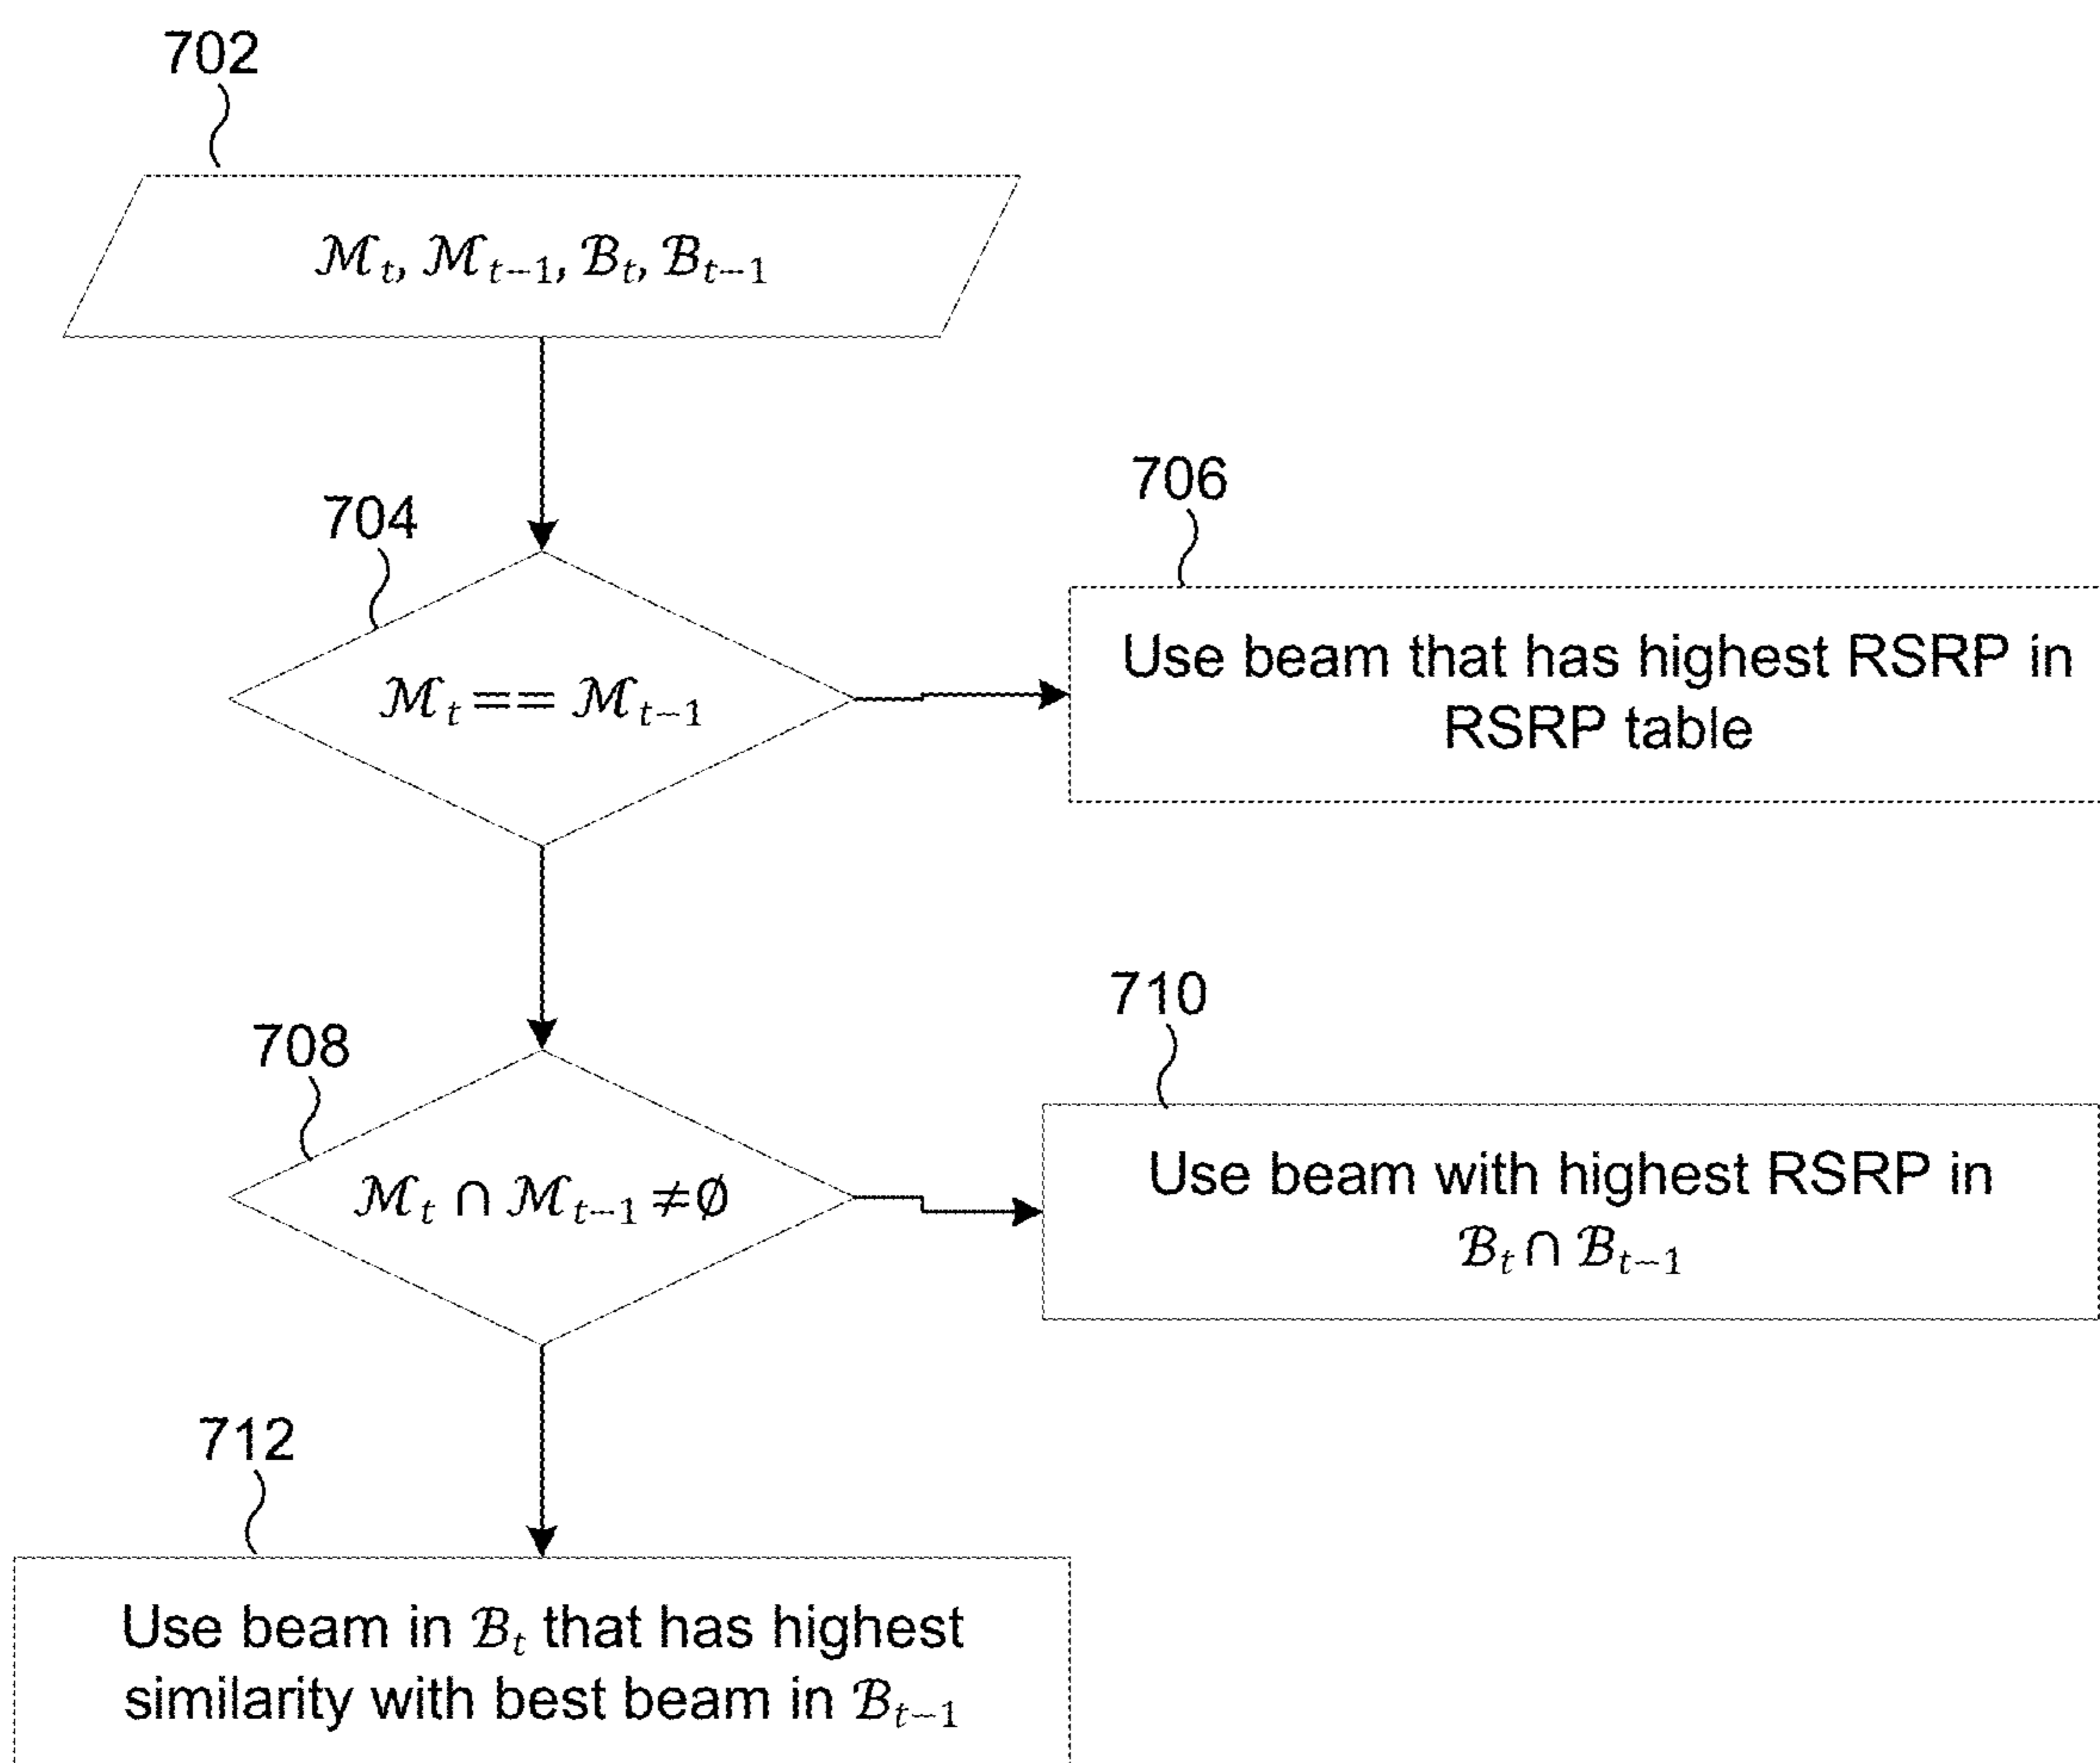 702
ℳt, ℳt−1, ℬt, ℬt−1
704
ℳt == ℳt−1
706
Use beam that has highest RSRP in
RSRP table
708
ℳt ∩ ℳt−1 ≠∅
710
Use beam with highest RSRP in
ℬt ∩ ℬt−1
712
Use beam in ℬt that has highest
similarity with best beam in ℬt−1